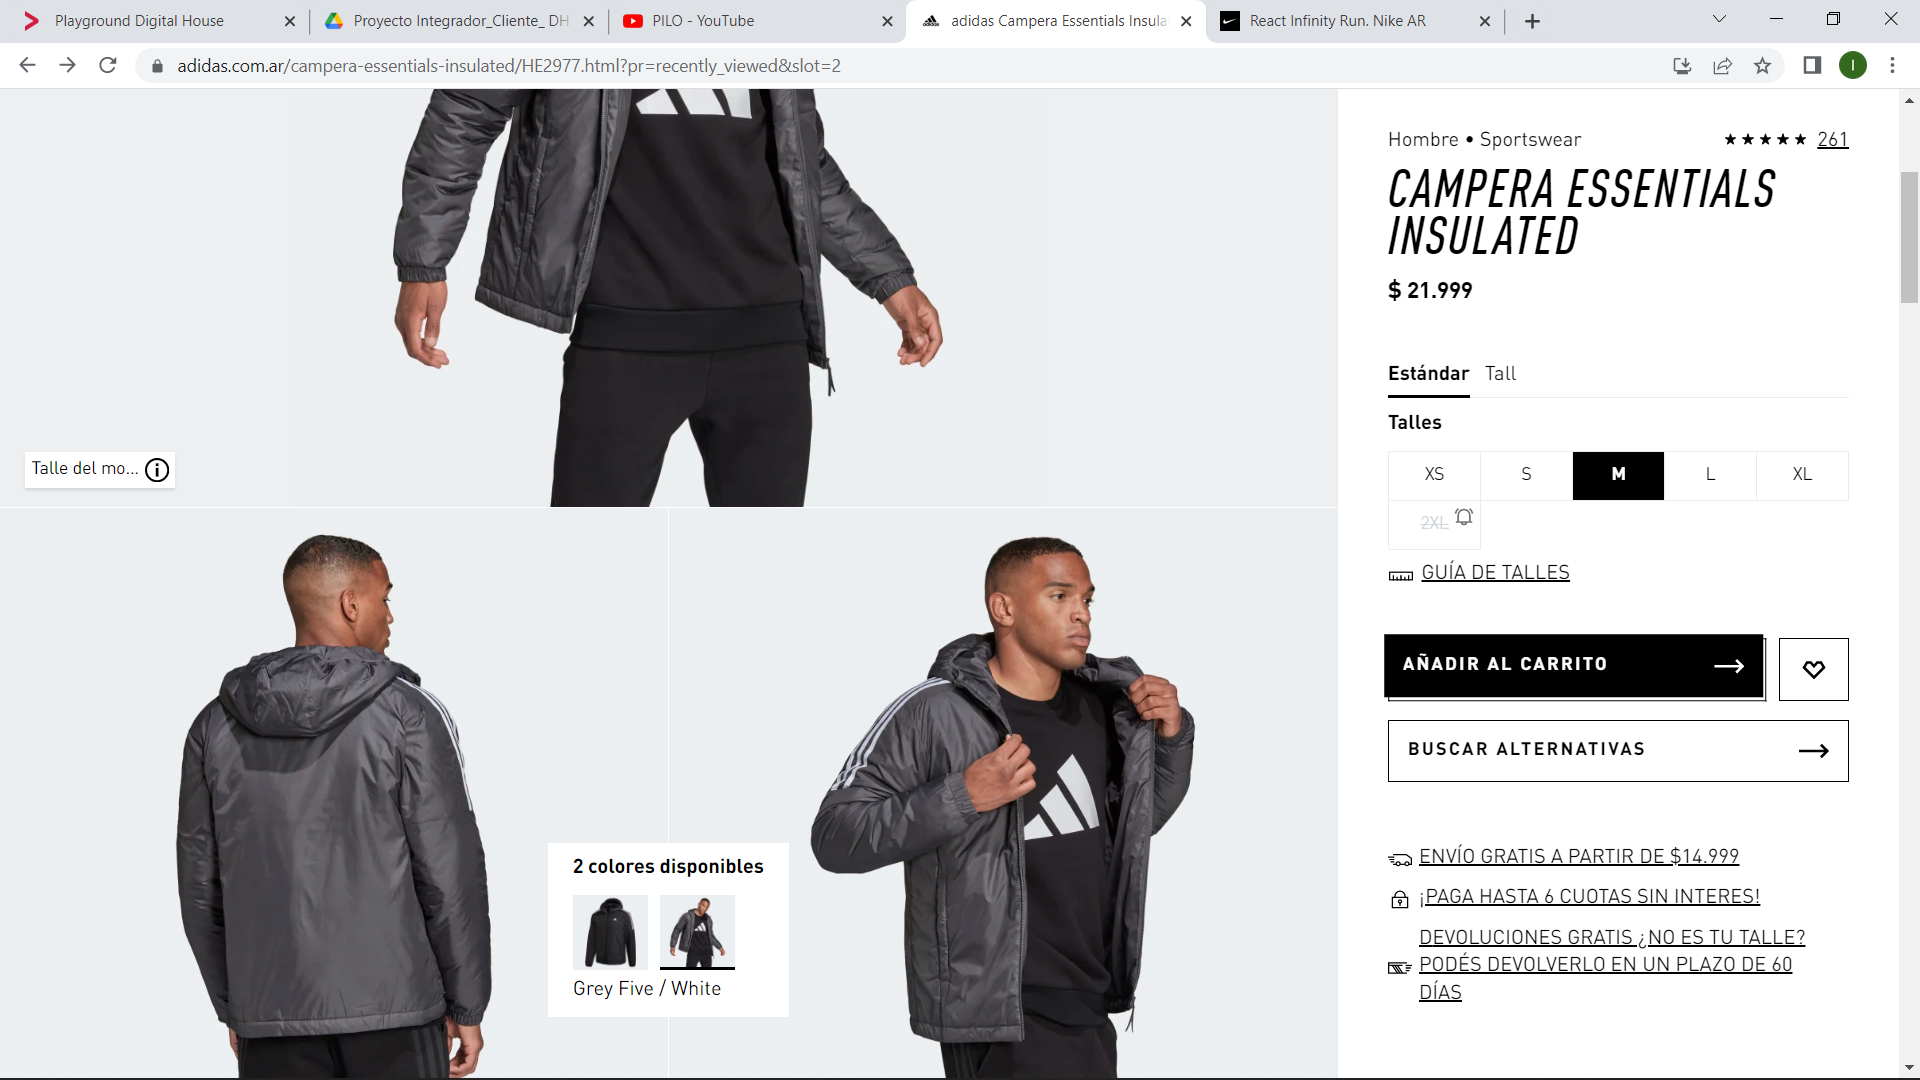 Playground Digital House
Proyecto Integrador_Cliente_ DH
PILO - YouTube
adidas Campera Essentials Insula
React Infinity Run. Nike AR
adidas.com.ar/campera-essentials-insulated/HE2977.html?pr=recently_viewed&slot=2
I
Hombre • Sportswear
261
CAMPERA ESSENTIALS
INSULATED
$ 21.999
Estándar Tall
Talles
XS S M L XL
2XL
GUÍA DE TALLES
AÑADIR AL CARRITO
BUSCAR ALTERNATIVAS
ENVÍO GRATIS A PARTIR DE $14.999
¡PAGA HASTA 6 CUOTAS SIN INTERES!
DEVOLUCIONES GRATIS ¿NO ES TU TALLE?
PODÉS DEVOLVERLO EN UN PLAZO DE 60
DÍAS
Talle del mo...
2 colores disponibles
Grey Five / White